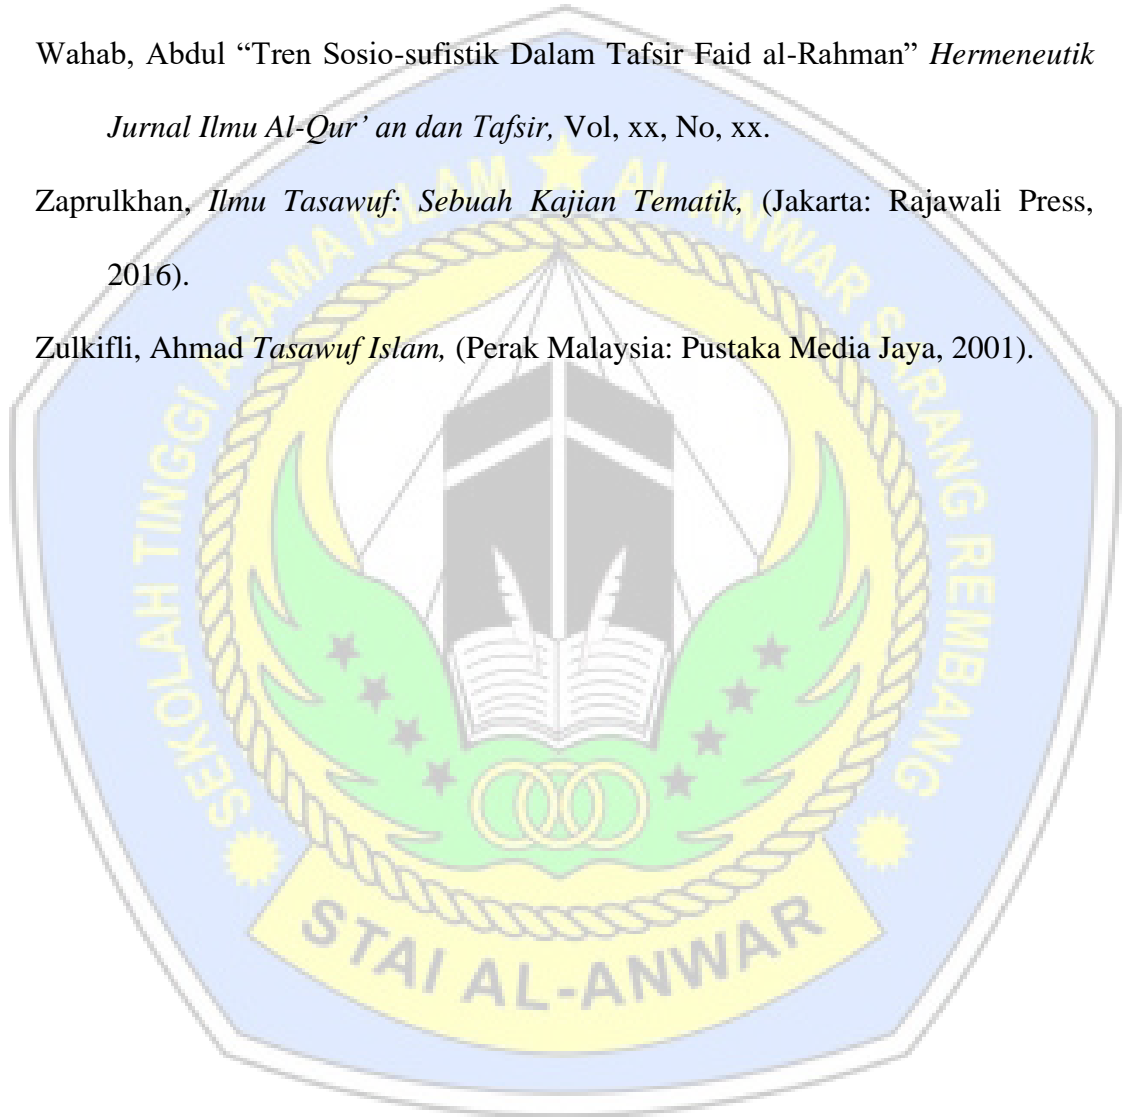 Wahab, Abdul “Tren Sosio-sufistik Dalam Tafsir Faid al-Rahman” Hermeneutik
Jurnal Ilmu Al-Qur’ an dan Tafsir, Vol, xx, No, xx.
Zaprulkhan, Ilmu Tasawuf: Sebuah Kajian Tematik, (Jakarta: Rajawali Press,
2016).
Zulkifli, Ahmad Tasawuf Islam, (Perak Malaysia: Pustaka Media Jaya, 2001).
SEKOLAH TINGGI AGAMA ISLAM AL-ANWAR SARANG REMBANG
STAI AL-ANWAR